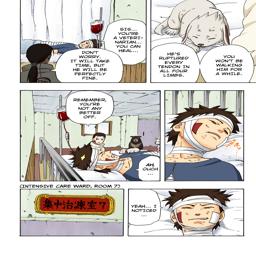 SIS...
YOU'RE
A VETERI-
NARIAN...
YOU CAN
HEAL...
DON'T
WORRY.
IT WILL TAKE
TIME, BUT
HE WILL BE
PERFECTLY
FINE.
HE'S
RUPTURED
EVERY
TENDON IN
ALL FOUR
LIMBS.
YOU WON'T
BE WALKING
HIM FOR
A WHILE.
REMEMBER,
YOU'RE
NOT ANY
BETTER
OFF.
AH,
OUCH
...
(INTENSIVE CARE WARD, ROOM 7)
集中治療室7
YEAH... I
NOTICED
...